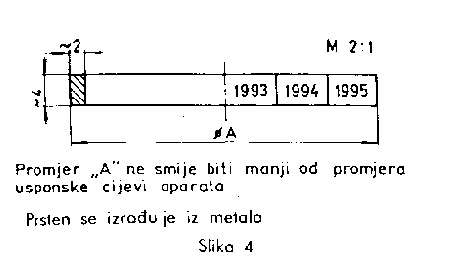 ~2
M 2:1
~4
1993 1994 1995
øA
Promjer „A" ne smije biti manji od promjera
usponske cijevi aparata
Prsten se izrađuje iz metala
Slika 4